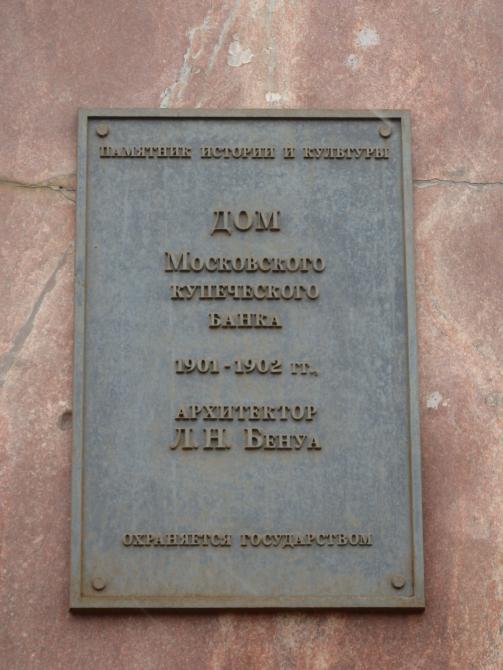 ПАМЯТНИК ИСТОРИИ И КУЛЬТУРЫ
ДОМ
Московского
купеческого
банка
1901-1902 гг.,
архитектор
Л.Н. Бенуа
ОХРАНЯЕТСЯ ГОСУДАРСТВОМ